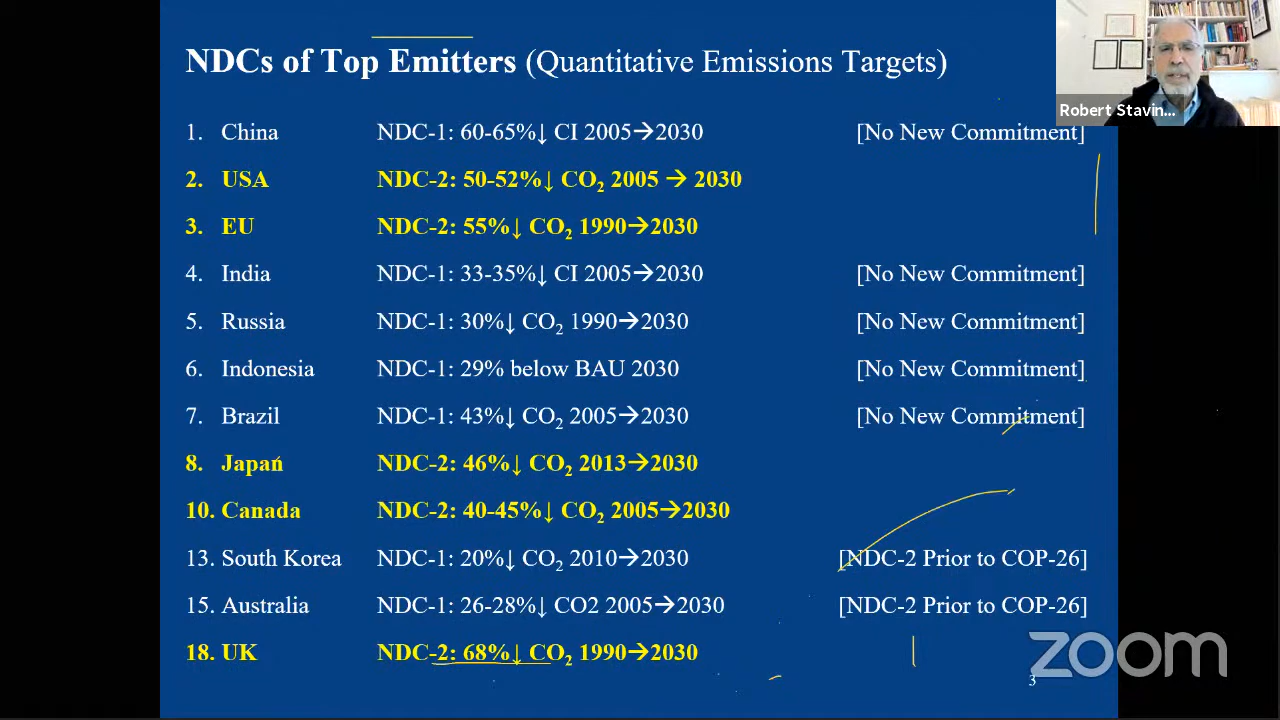 NDCs of Top Emitters (Quantitative Emissions Targets)
Robert Stavin...
1. China NDC-1: 60-65%↓ CI 2005→2030 [No New Commitment]
2. USA NDC-2: 50-52%↓ CO₂ 2005 → 2030
3. EU NDC-2: 55%↓ CO₂ 1990→2030
4. India NDC-1: 33-35%↓ CI 2005→2030 [No New Commitment]
5. Russia NDC-1: 30%↓ CO₂ 1990→2030 [No New Commitment]
6. Indonesia NDC-1: 29% below BAU 2030 [No New Commitment]
7. Brazil NDC-1: 43%↓ CO₂ 2005→2030 [No New Commitment]
8. Japan NDC-2: 46%↓ CO₂ 2013→2030
10. Canada NDC-2: 40-45%↓ CO₂ 2005→2030
13. South Korea NDC-1: 20%↓ CO₂ 2010→2030 [NDC-2 Prior to COP-26]
15. Australia NDC-1: 26-28%↓ CO2 2005→2030 [NDC-2 Prior to COP-26]
18. UK NDC-2: 68%↓ CO₂ 1990→2030
zoom
3